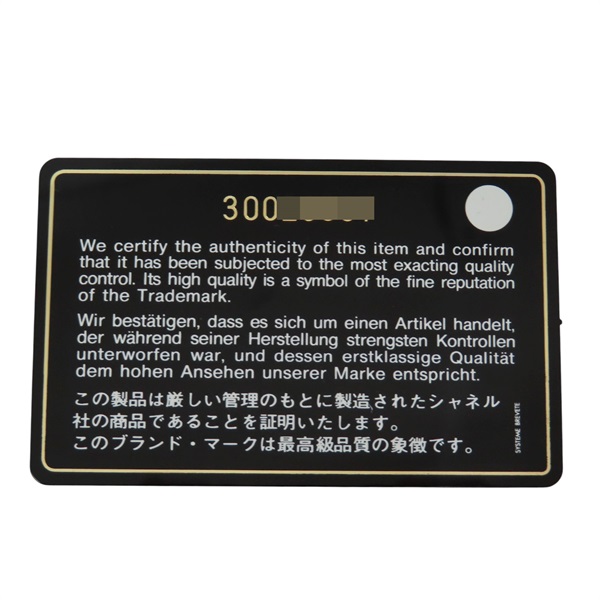 300
We certify the authenticity of this item and confirm
that it has been subjected to the most exacting quality
control. Its high quality is a symbol of the fine reputation
of the Trademark.
Wir bestätigen, dass es sich um einen Artikel handelt,
der während seiner Herstellung strengsten Kontrollen
unterworfen war, und dessen erstklassige Qualität
dem hohen Ansehen unserer Marke entspricht.
この製品は厳しい管理のもとに製造されたシャネル
社の商品であることを証明いたします。
このブランド・マークは最高級品質の象徴です。
SYSTEME BREVETE